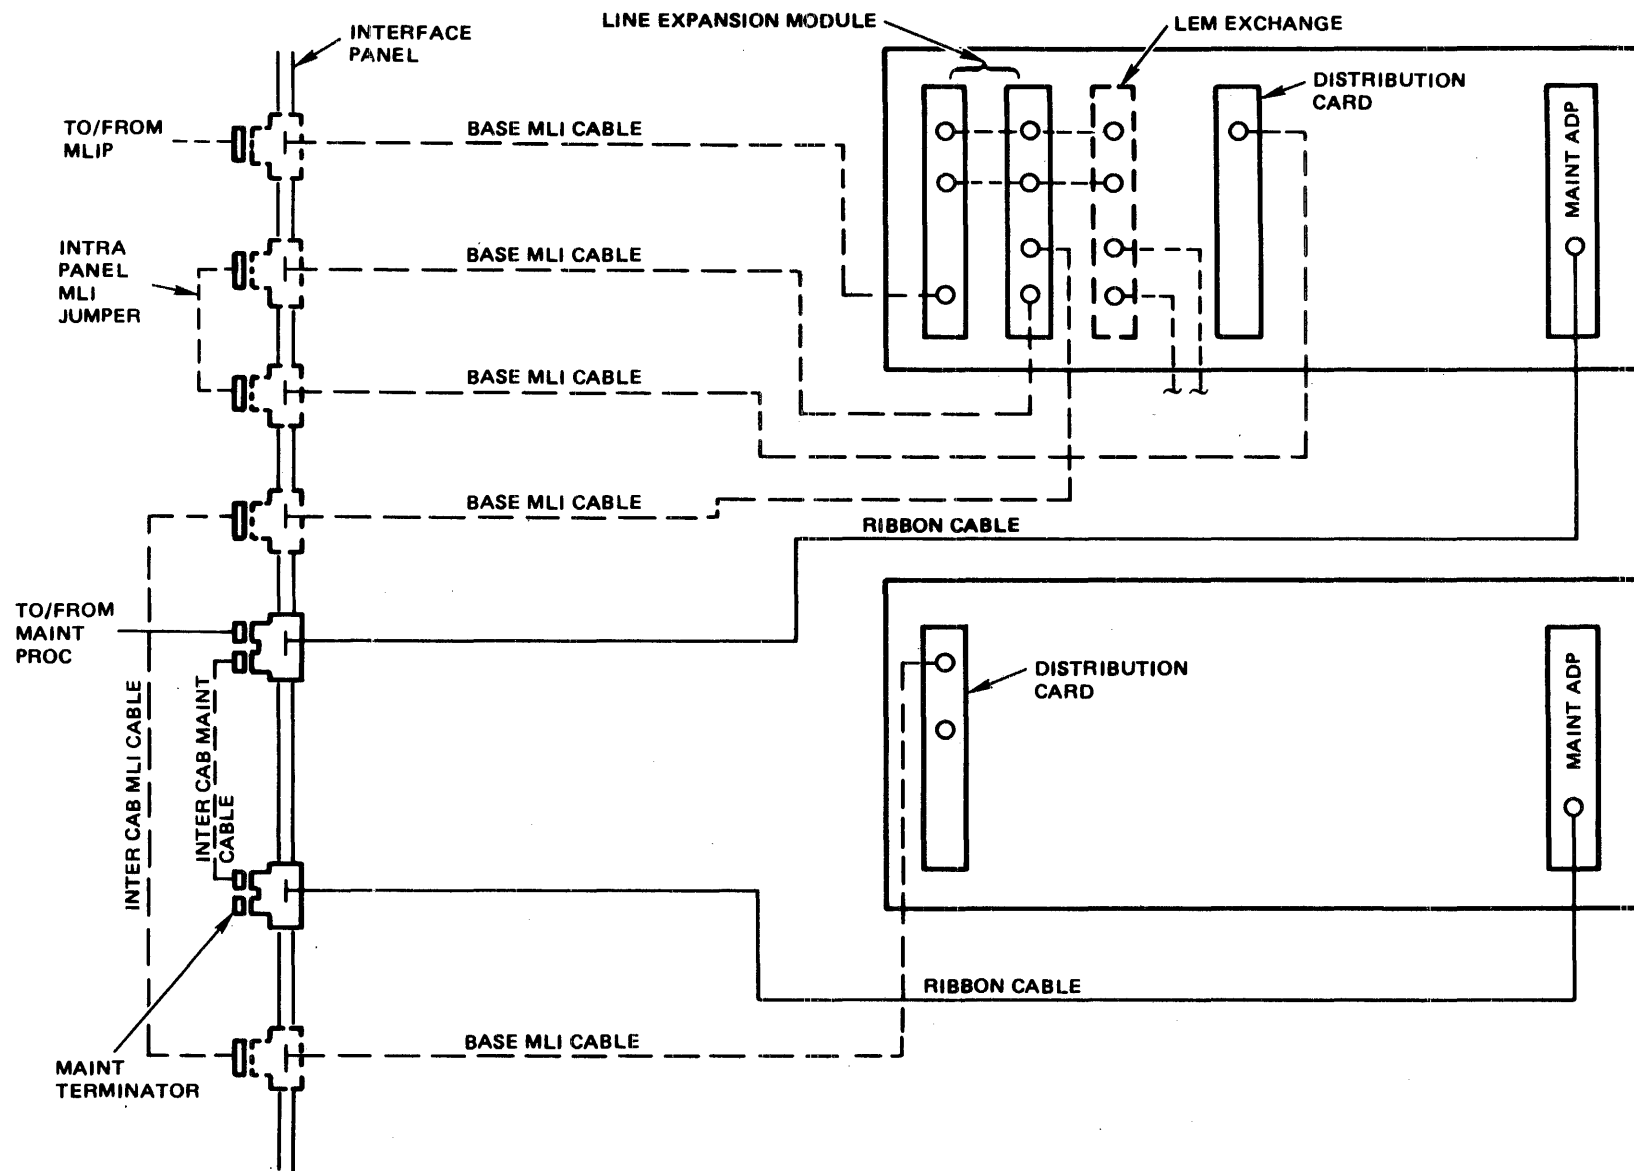 LINE EXPANSION MODULE
LEM EXCHANGE
INTERFACE
PANEL
DISTRIBUTION
CARD
MAINT ADP
TO/FROM
MLIP
BASE MLI CABLE
INTRA
PANEL
MLI
JUMPER
BASE MLI CABLE
BASE MLI CABLE
BASE MLI CABLE
RIBBON CABLE
TO/FROM
MAINT
PROC
DISTRIBUTION
CARD
MAINT ADP
INTER CAB MLI CABLE
INTER CAB MAINT
CABLE
RIBBON CABLE
BASE MLI CABLE
MAINT
TERMINATOR